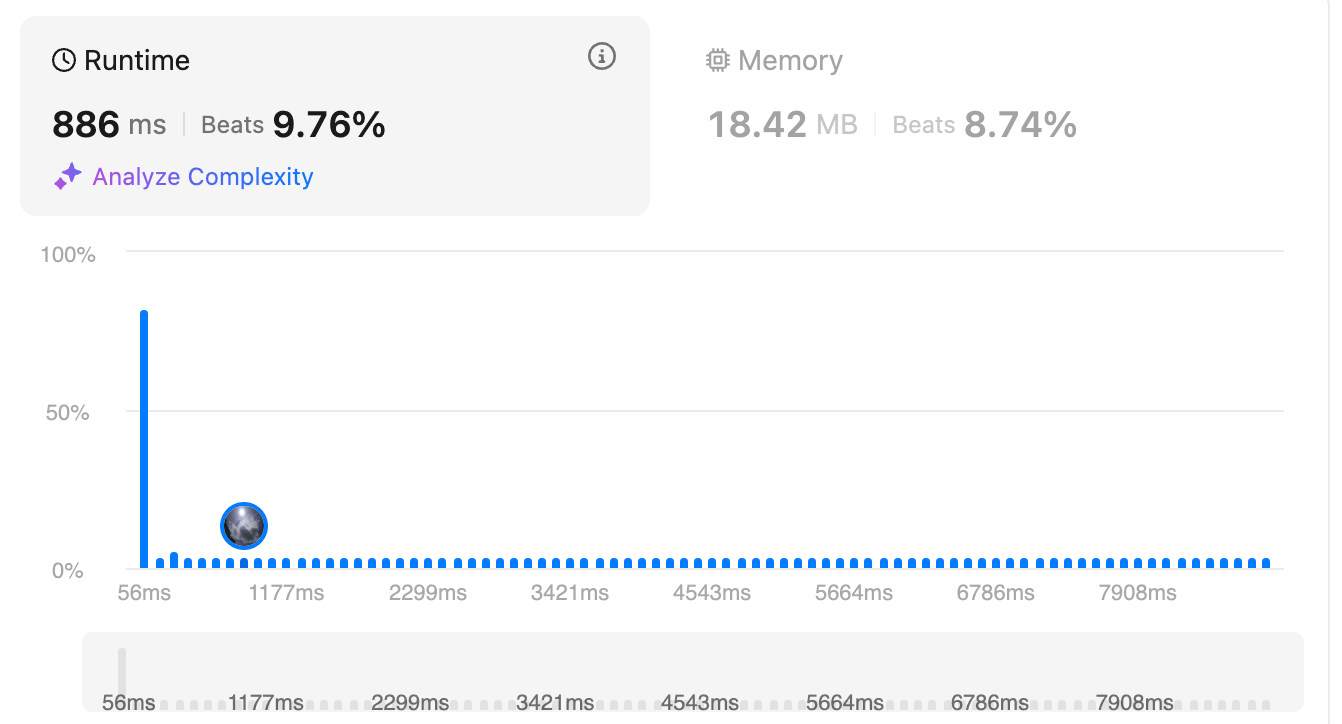 Runtime
886 ms Beats 9.76%
Analyze Complexity
Memory
18.42 MB Beats 8.74%
100%
50%
0%
56ms 1177ms 2299ms 3421ms 4543ms 5664ms 6786ms 7908ms
56ms 1177ms 2299ms 3421ms 4543ms 5664ms 6786ms 7908ms